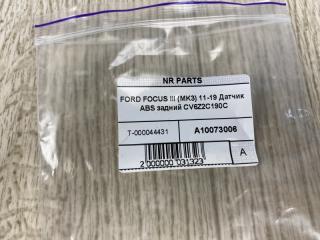 NR PARTS
FORD FOCUS III (MK3) 11-19 Датчик
ABS задний CV6Z2C190C
T-000044431
A10073006
2 000000 031323
A